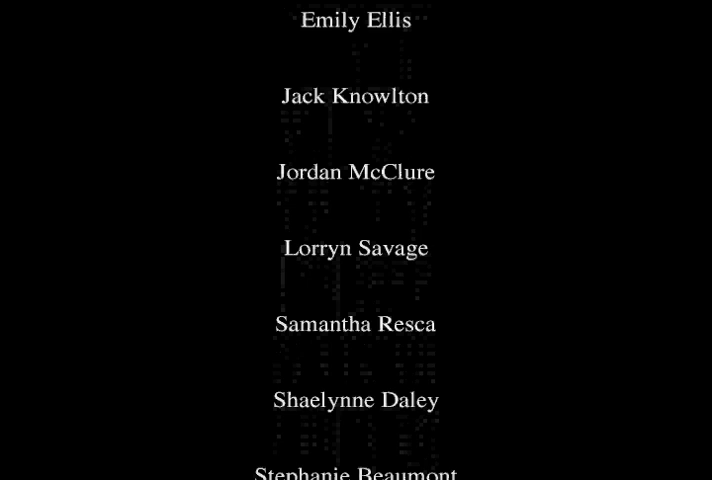 Emily Ellis
Jack Knowlton
Jordan McClure
Lorryn Savage
Samantha Resca
Shaelynne Daley
Stephanie Beaumont